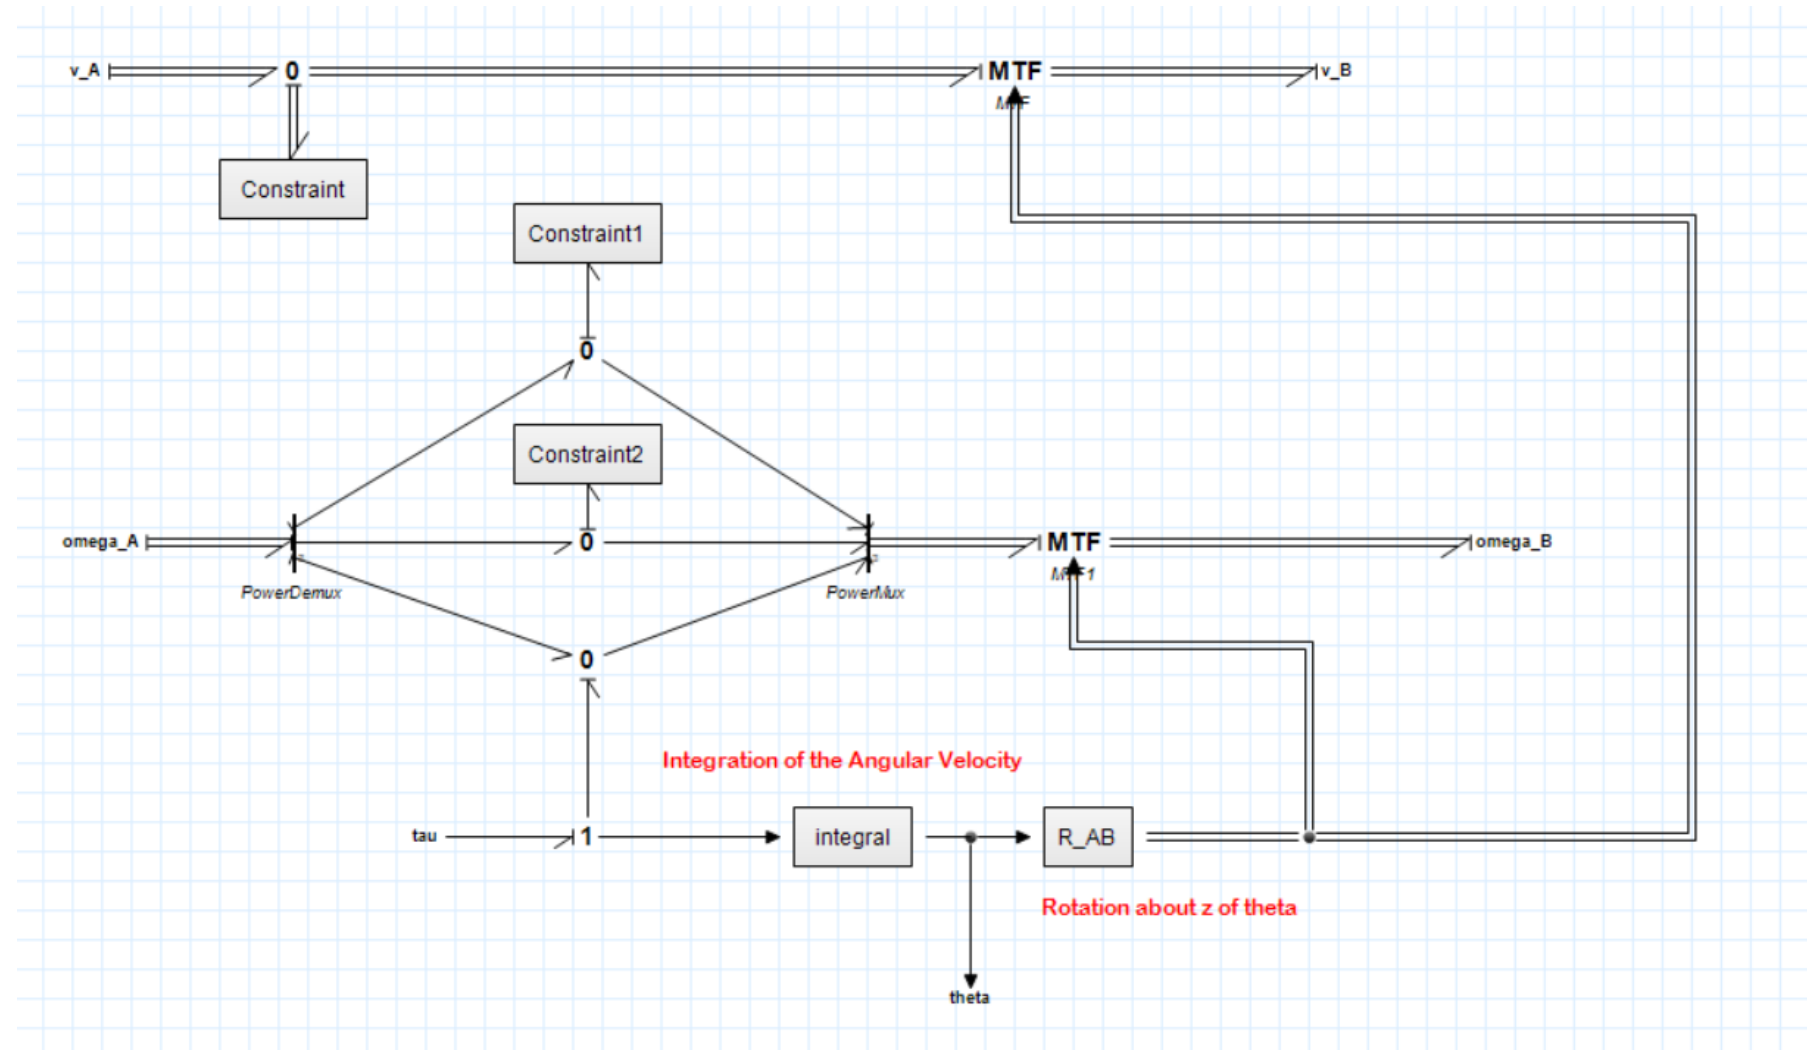 v_A
0
MTF
v_B
MTF
Constraint
Constraint1
0
Constraint2
omega_A
0
MTF
omega_B
PowerDemux
PowerMux
0
Integration of the Angular Velocity
tau
1
integral
R_AB
Rotation about z of theta
theta